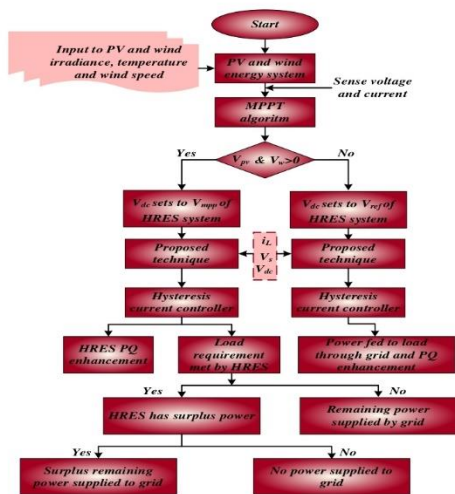 Start
Input to PV and wind
irradiance, temperature
and wind speed
PV and wind
energy system
Sense voltage
and current
MPPT
algoritm
Yes
V_pv & V_w>0
No
V_dc sets to V_mpp of
HRES system
V_dc sets to V_ref of
HRES system
Proposed
technique
i_L
V_s
V_dc
Proposed
technique
Hysteresis
current controller
Hysteresis
current controller
HRES PQ
enhancement
Load
requirement
met by HRES
Power fed to load
through grid and PQ
enhancement
Yes
No
HRES has surplus power
Remaining power
supplied by grid
Yes
No
Surplus remaining
power supplied to grid
No power supplied to
grid